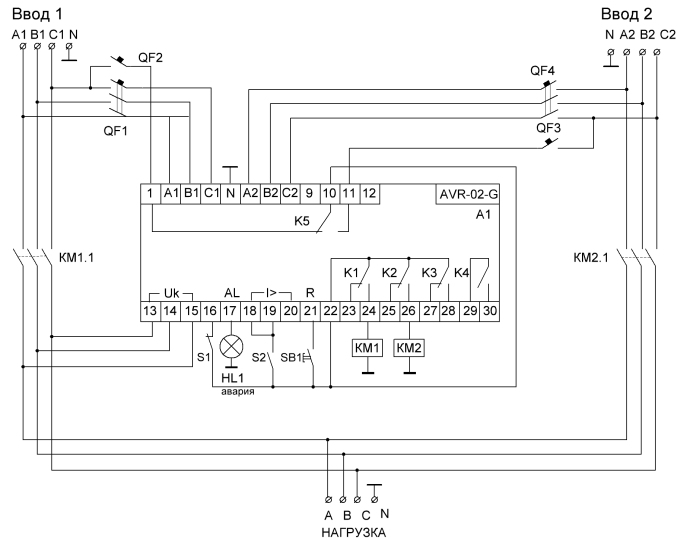 Ввод 1
Ввод 2
A1 B1 C1 N
N A2 B2 C2
QF2
QF1
QF4
QF3
1 A1 B1 C1 N A2 B2 C2 9 10 11 12
AVR-02-G
A1
K5
KM1.1
KM2.1
K1 K2 K3 K4
Uk AL I> R
13 14 15 16 17 18 19 20 21 22 23 24 25 26 27 28 29 30
S1
HL1
авария
S2
SB1
KM1
KM2
A B C N
НАГРУЗКА